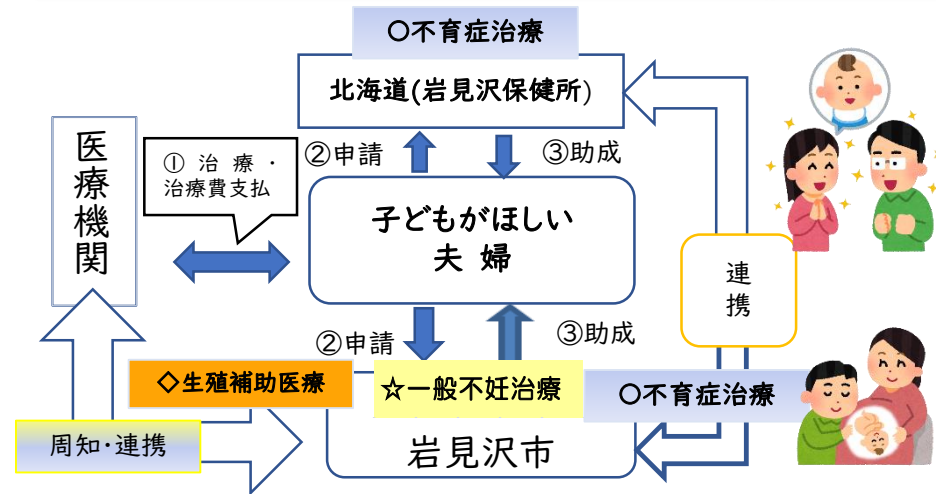 〇不育症治療
北海道(岩見沢保健所)
医療機関
①治療・
治療費支払
②申請
③助成
子どもがほしい
夫婦
連携
②申請
③助成
◇生殖補助医療
☆一般不妊治療
〇不育症治療
周知・連携
岩見沢市